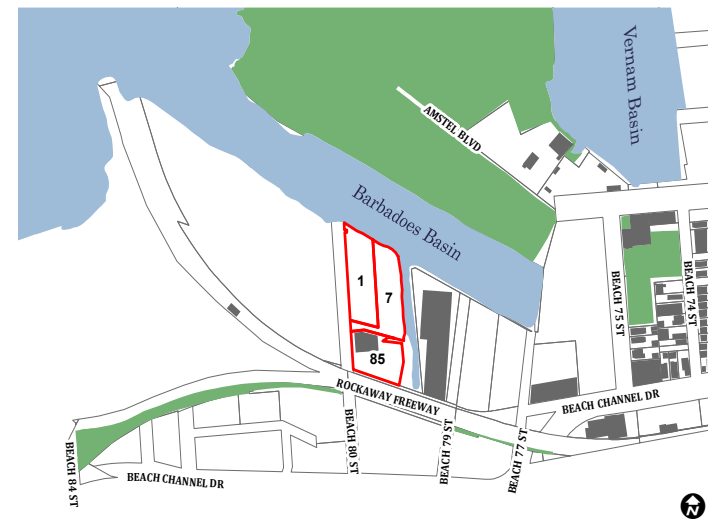 Vernam Basin
AMSTEL BLVD
Barbadoes Basin
1
7
85
BEACH 75 ST
BEACH 74 ST
ROCKAWAY FREEWAY
BEACH CHANNEL DR
BEACH 80 ST
BEACH 79 ST
BEACH 77 ST
BEACH 84 ST
BEACH CHANNEL DR
N